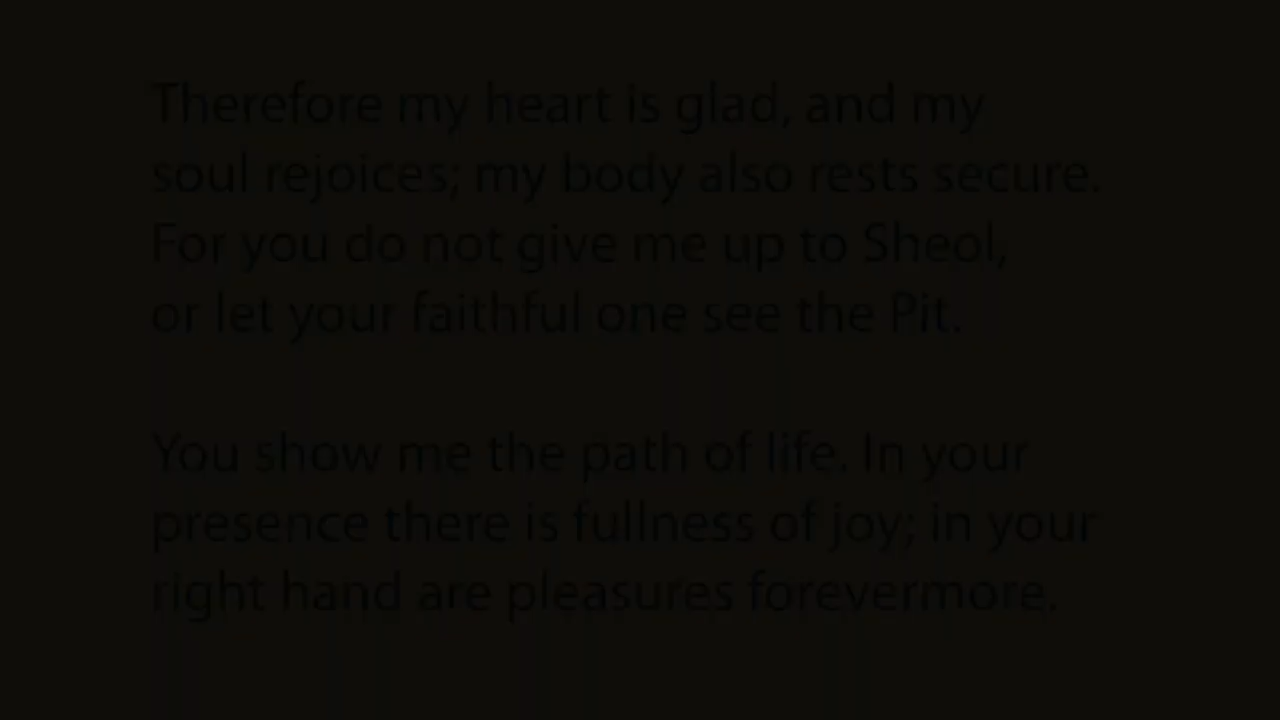 Therefore my heart is glad, and my
soul rejoices; my body also rests secure.
For you do not give me up to Sheol,
or let your faithful one see the Pit.
You show me the path of life. In your
presence there is fullness of joy; in your
right hand are pleasures forevermore.